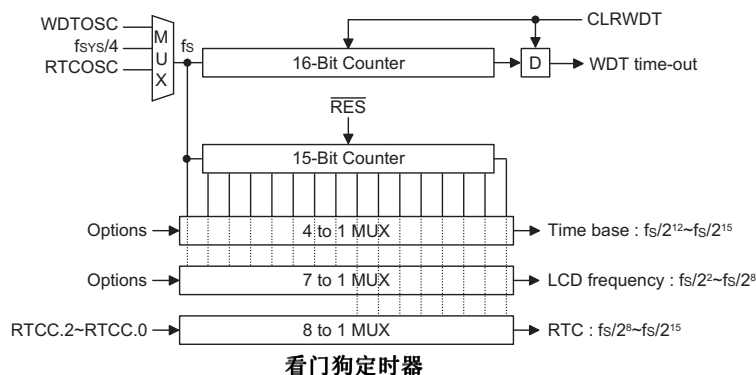 WDTOSC
fSYS/4
RTCOSC
MUX
fS
16-Bit Counter
CLRWDT
D
WDT time-out
RES
15-Bit Counter
Options
4 to 1 MUX
Time base : fS/2¹²~fS/2¹⁵
Options
7 to 1 MUX
LCD frequency : fS/2²~fS/2⁸
RTCC.2~RTCC.0
8 to 1 MUX
RTC : fS/2⁸~fS/2¹⁵
看门狗定时器